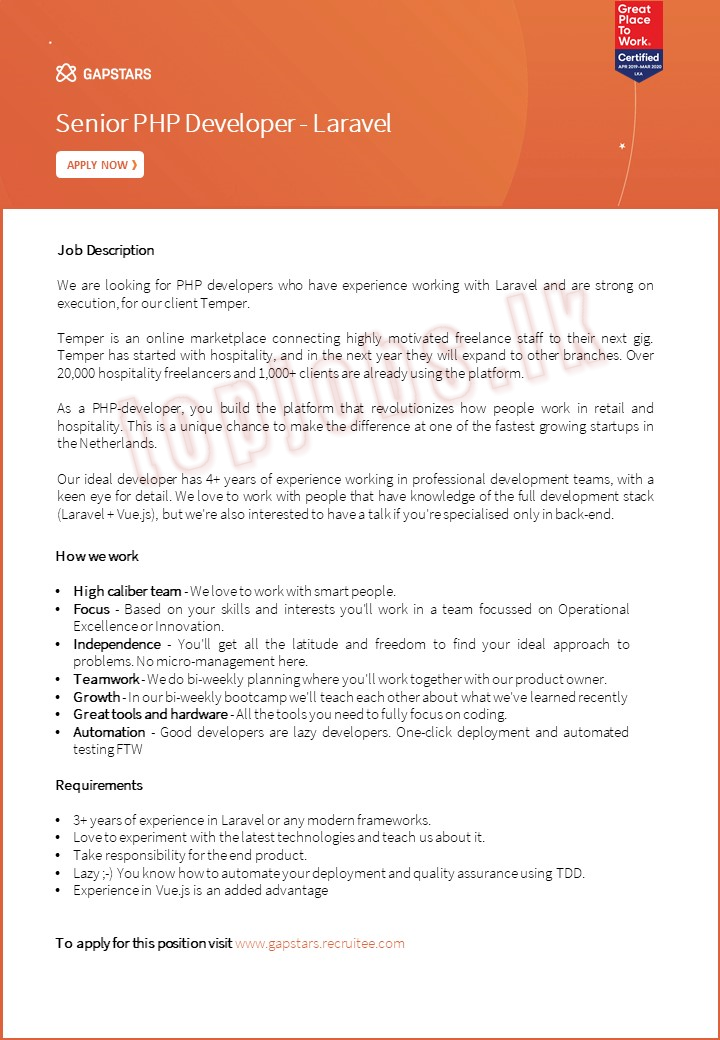 Great
Place
To
Work.
Certified
APR 2019-MAR 2020
LKA
GAPSTARS
Senior PHP Developer - Laravel
APPLY NOW ❯
Job Description
We are looking for PHP developers who have experience working with Laravel and are strong on
execution, for our client Temper.
Temper is an online marketplace connecting highly motivated freelance staff to their next gig.
Temper has started with hospitality, and in the next year they will expand to other branches. Over
20,000 hospitality freelancers and 1,000+ clients are already using the platform.
As a PHP-developer, you build the platform that revolutionizes how people work in retail and
hospitality. This is a unique chance to make the difference at one of the fastest growing startups in
the Netherlands.
Our ideal developer has 4+ years of experience working in professional development teams, with a
keen eye for detail. We love to work with people that have knowledge of the full development stack
(Laravel + Vue.js), but we're also interested to have a talk if you're specialised only in back-end.
topjobs.lk
How we work
• High caliber team - We love to work with smart people.
• Focus - Based on your skills and interests you'll work in a team focussed on Operational
Excellence or Innovation.
• Independence - You'll get all the latitude and freedom to find your ideal approach to
problems. No micro-management here.
• Teamwork - We do bi-weekly planning where you'll work together with our product owner.
• Growth - In our bi-weekly bootcamp we'll teach each other about what we've learned recently
• Great tools and hardware - All the tools you need to fully focus on coding.
• Automation - Good developers are lazy developers. One-click deployment and automated
testing FTW
Requirements
• 3+ years of experience in Laravel or any modern frameworks.
• Love to experiment with the latest technologies and teach us about it.
• Take responsibility for the end product.
• Lazy ;-) You know how to automate your deployment and quality assurance using TDD.
• Experience in Vue.js is an added advantage
To apply for this position visit www.gapstars.recruitee.com